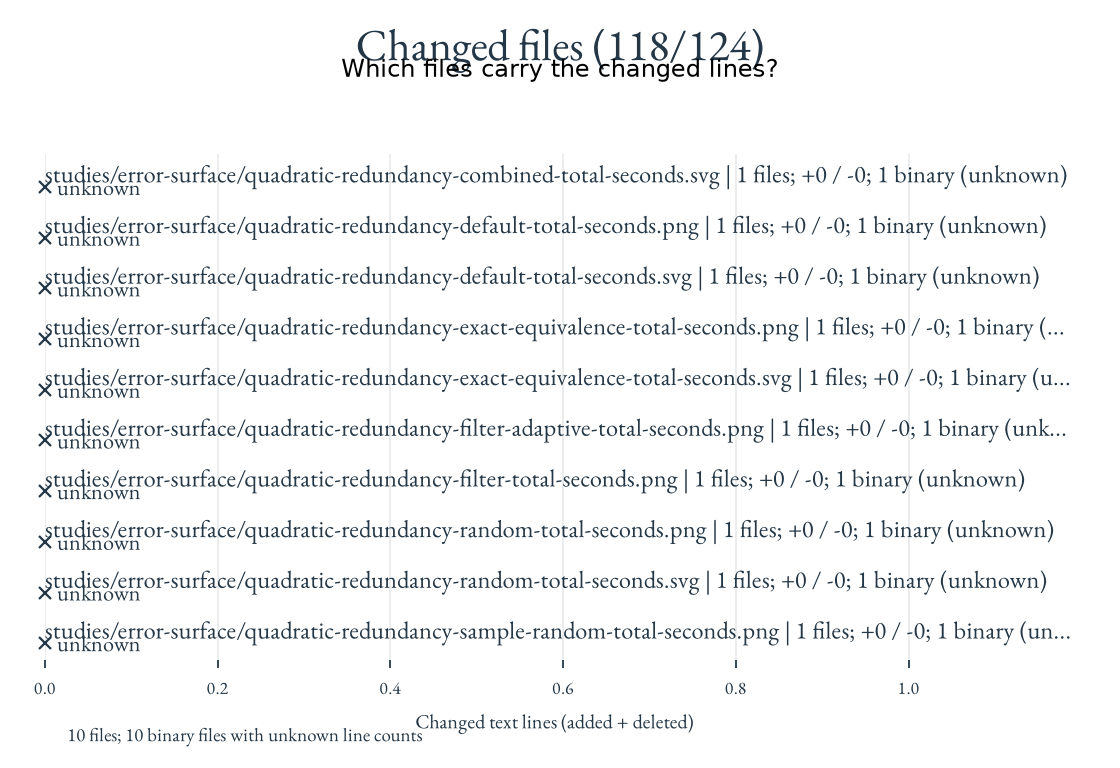 Changed files (118/124)
Which files carry the changed lines?
studies/error-surface/quadratic-redundancy-combined-total-seconds.svg | 1 files; +0 / -0; 1 binary (unknown)
unknown
studies/error-surface/quadratic-redundancy-default-total-seconds.png | 1 files; +0 / -0; 1 binary (unknown)
unknown
studies/error-surface/quadratic-redundancy-default-total-seconds.svg | 1 files; +0 / -0; 1 binary (unknown)
unknown
studies/error-surface/quadratic-redundancy-exact-equivalence-total-seconds.png | 1 files; +0 / -0; 1 binary (...
unknown
studies/error-surface/quadratic-redundancy-exact-equivalence-total-seconds.svg | 1 files; +0 / -0; 1 binary (u...
unknown
studies/error-surface/quadratic-redundancy-filter-adaptive-total-seconds.png | 1 files; +0 / -0; 1 binary (unk...
unknown
studies/error-surface/quadratic-redundancy-filter-total-seconds.png | 1 files; +0 / -0; 1 binary (unknown)
unknown
studies/error-surface/quadratic-redundancy-random-total-seconds.png | 1 files; +0 / -0; 1 binary (unknown)
unknown
studies/error-surface/quadratic-redundancy-random-total-seconds.svg | 1 files; +0 / -0; 1 binary (unknown)
unknown
studies/error-surface/quadratic-redundancy-sample-random-total-seconds.png | 1 files; +0 / -0; 1 binary (un...
unknown
0.0 0.2 0.4 0.6 0.8 1.0
Changed text lines (added + deleted)
10 files; 10 binary files with unknown line counts